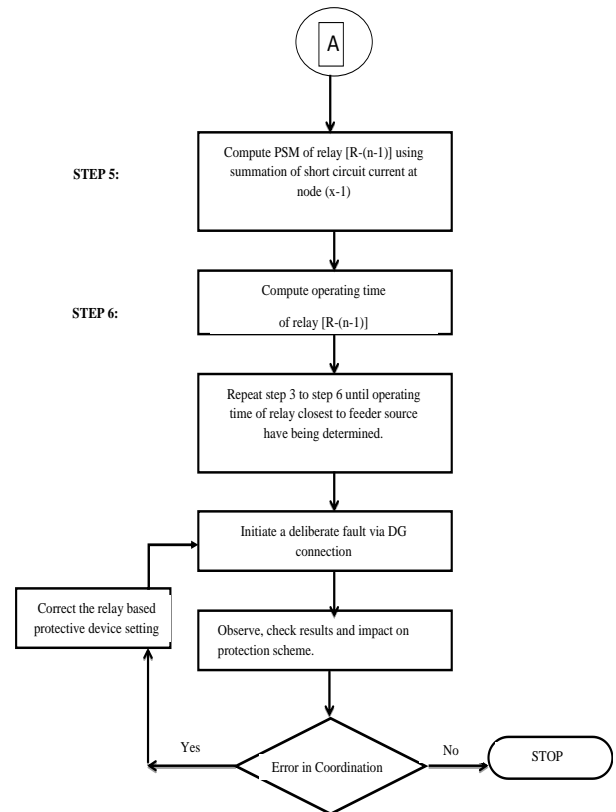 A
STEP 5:
Compute PSM of relay [R-(n-1)] using
summation of short circuit current at
node (x-1)
STEP 6:
Compute operating time
of relay [R-(n-1)]
Repeat step 3 to step 6 until operating
time of relay closest to feeder source
have being determined.
Initiate a deliberate fault via DG
connection
Correct the relay based
protective device setting
Observe, check results and impact on
protection scheme.
Yes
Error in Coordination
No
STOP